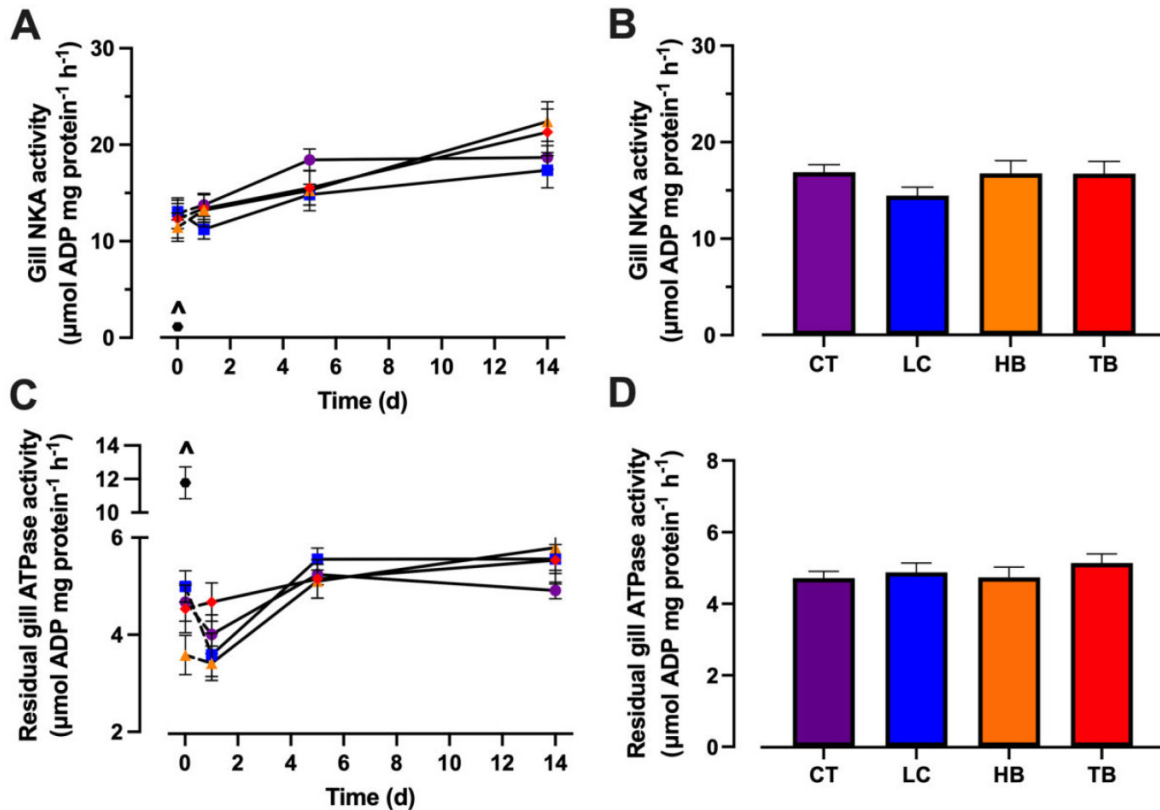 A
Gill NKA activity
(µmol ADP mg protein⁻¹ h⁻¹)
30
20
10
0
^
0 2 4 6 8 10 12 14
Time (d)
B
Gill NKA activity
(µmol ADP mg protein⁻¹ h⁻¹)
30
20
10
0
CT LC HB TB
C
Residual gill ATPase activity
(µmol ADP mg protein⁻¹ h⁻¹)
14
12
10
6
4
2
^
0 2 4 6 8 10 12 14
Time (d)
D
Residual gill ATPase activity
(µmol ADP mg protein⁻¹ h⁻¹)
8
6
4
2
0
CT LC HB TB